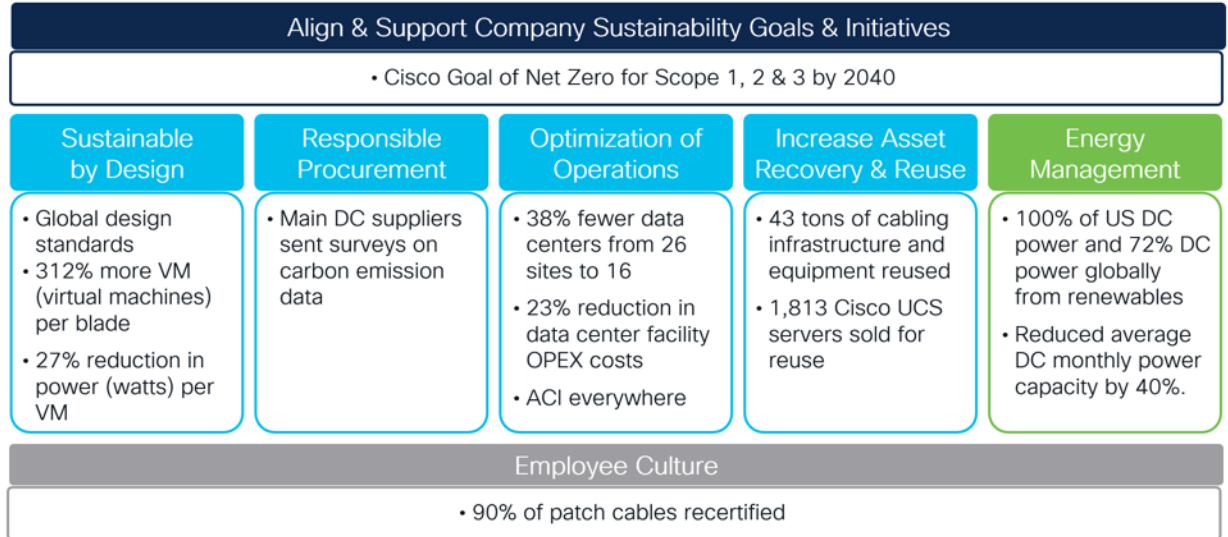 Align & Support Company Sustainability Goals & Initiatives
• Cisco Goal of Net Zero for Scope 1, 2 & 3 by 2040
Sustainable
by Design
• Global design
standards
• 312% more VM
(virtual machines)
per blade
• 27% reduction in
power (watts) per
VM
Responsible
Procurement
• Main DC suppliers
sent surveys on
carbon emission
data
Optimization of
Operations
• 38% fewer data
centers from 26
sites to 16
• 23% reduction in
data center facility
OPEX costs
• ACI everywhere
Increase Asset
Recovery & Reuse
• 43 tons of cabling
infrastructure and
equipment reused
• 1,813 Cisco UCS
servers sold for
reuse
Energy
Management
• 100% of US DC
power and 72% DC
power globally
from renewables
• Reduced average
DC monthly power
capacity by 40%.
Employee Culture
• 90% of patch cables recertified